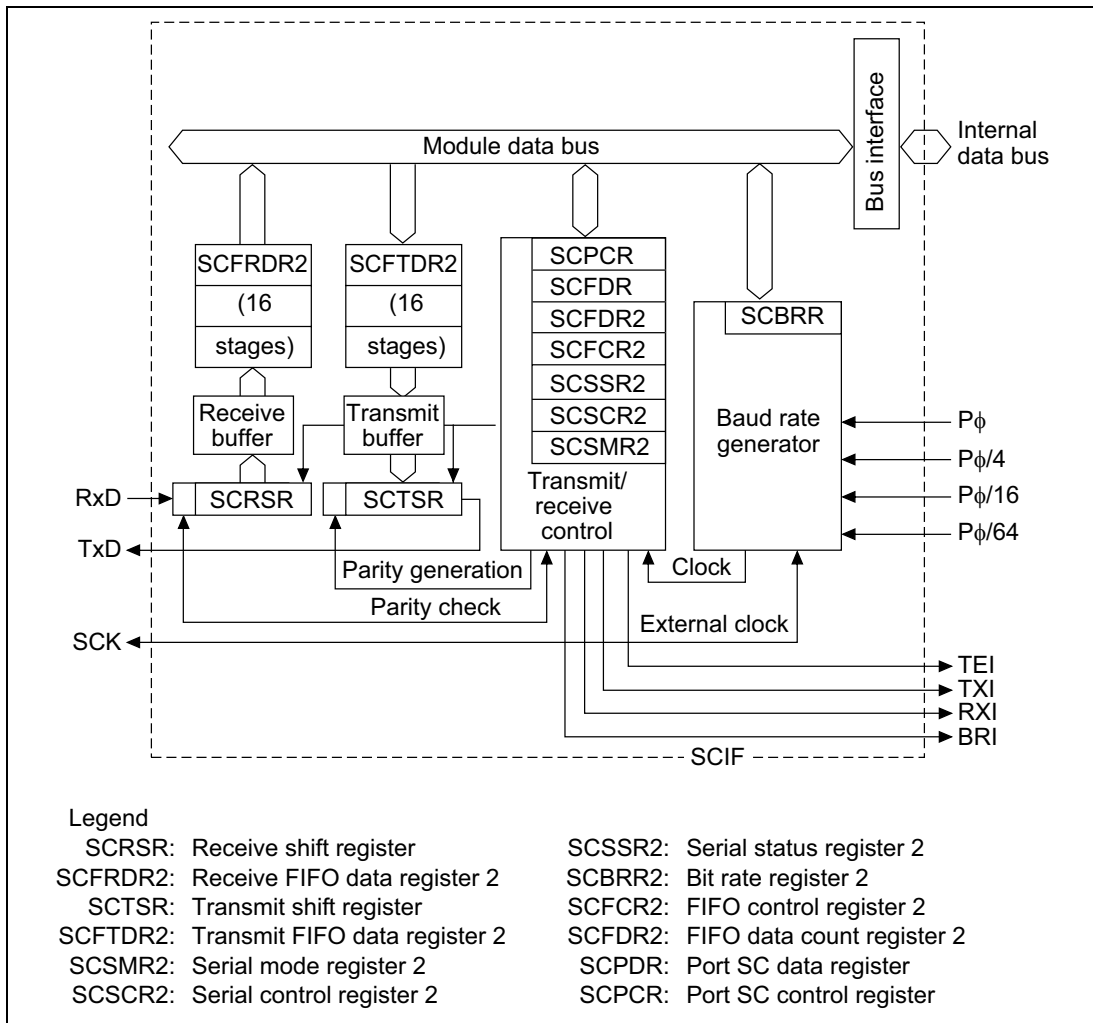 Bus interface
Internal
data bus
Module data bus
SCFRDR2
(16
stages)
SCFTDR2
(16
stages)
SCPCR
SCFDR
SCFDR2
SCFCR2
SCSSR2
SCSCR2
SCSMR2
Transmit/
receive
control
SCBRR
Baud rate
generator
Receive
buffer
Transmit
buffer
Pϕ
Pϕ/4
Pϕ/16
Pϕ/64
RxD
SCRSR
SCTSR
TxD
Parity generation
Clock
Parity check
SCK
External clock
TEI
TXI
RXI
BRI
SCIF
Legend
SCRSR: Receive shift register
SCFRDR2: Receive FIFO data register 2
SCTSR: Transmit shift register
SCFTDR2: Transmit FIFO data register 2
SCSMR2: Serial mode register 2
SCSCR2: Serial control register 2
SCSSR2: Serial status register 2
SCBRR2: Bit rate register 2
SCFCR2: FIFO control register 2
SCFDR2: FIFO data count register 2
SCPDR: Port SC data register
SCPCR: Port SC control register